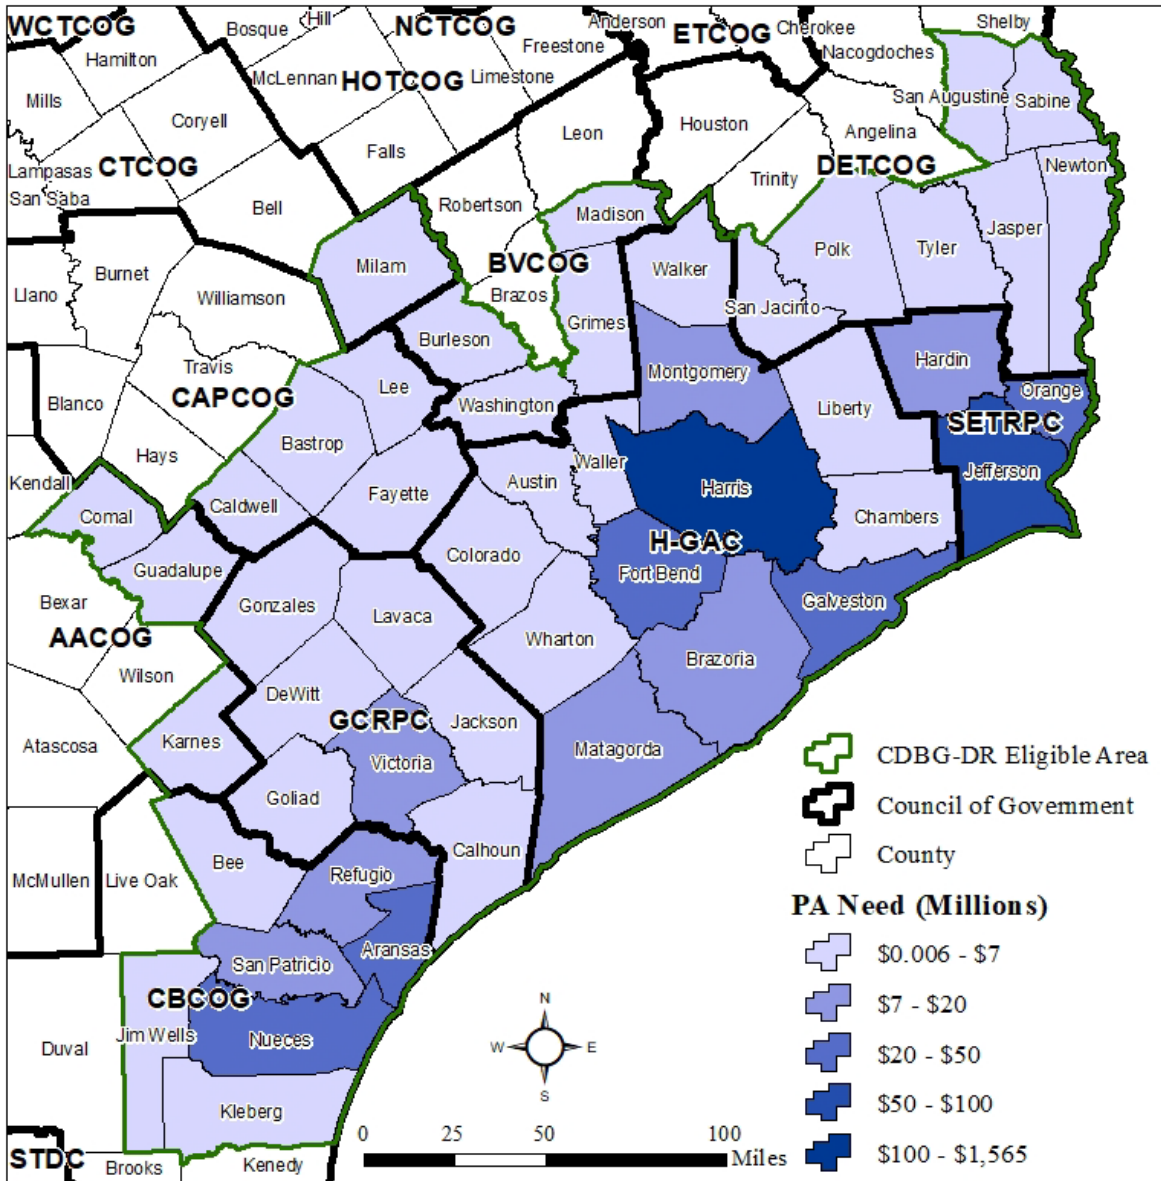 WCTCOG
Hill
Bosque
NCTCOG
Anderson
ETCOG
Cherokee
Shelby
Hamilton
Freestone
Nacogdoches
McLennan
HOTCOG
Limestone
Mills
San Augustine
Sabine
Coryell
Leon
Houston
Angelina
Falls
Lampasas
CTCOG
DETCOG
Newton
San Saba
Bell
Robertson
Trinity
Madison
Jasper
Burnet
Milam
BVCOG
Walker
Polk
Tyler
Llano
Williamson
Brazos
San Jacinto
Grimes
Burleson
Travis
Montgomery
Hardin
Blanco
CAPCOG
Lee
Washington
Liberty
Orange
Bastrop
SETRPC
Hays
Waller
Jefferson
Kendall
Fayette
Austin
Harris
Caldwell
Comal
Chambers
H-GAC
Colorado
Guadalupe
Fort Bend
Bexar
Gonzales
Lavaca
Galveston
AACOG
Wharton
Brazoria
Wilson
DeWitt
GCRPC
Jackson
Karnes
Atascosa
Matagorda
Victoria
Goliad
Calhoun
Bee
McMullen
Live Oak
Refugio
Aransas
San Patricio
CBCOG
Jim Wells
Nueces
Duval
Kleberg
STDC
Brooks
Kenedy
N
W
E
S
0 25 50 100
Miles
CDBG-DR Eligible Area
Council of Government
County
PA Need (Millions)
$0.006 - $7
$7 - $20
$20 - $50
$50 - $100
$100 - $1,565